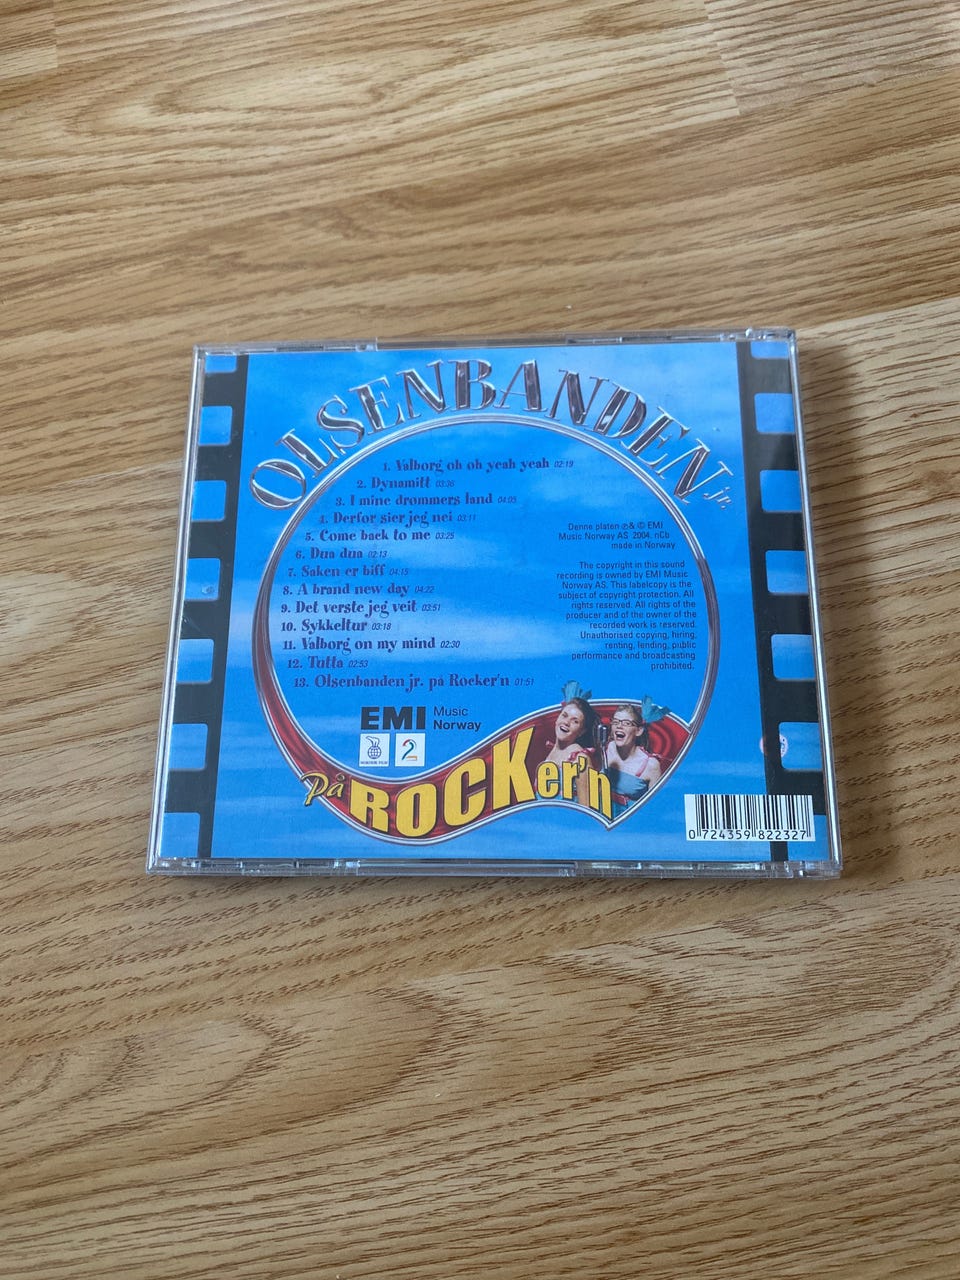 OLSENBANDEN jr.
1. Valborg oh oh yeah yeah 02:19
2. Dynamitt 03:36
3. I mine drømmers land 04:05
4. Derfor sier jeg nei 03:11
5. Come back to me 03:25
6. Dua dua 02:13
7. Saken er biff 04:15
8. A brand new day 04:22
9. Det verste jeg veit 03:51
10. Sykkeltur 03:18
11. Valborg on my mind 02:30
12. Tutta 02:53
13. Olsenbanden jr. på Rocker'n 01:51
Denne platen ℗& © EMI
Music Norway AS 2004. nCb
made in Norway
The copyright in this sound
recording is owned by EMI Music
Norway AS. This labelcopy is the
subject of copyright protection. All
rights reserved. All rights of the
producer and of the owner of the
recorded work is reserved.
Unauthorised copying, hiring,
renting, lending, public
performance and broadcasting
prohibited.
EMI Music
Norway
NORDISK FILM
2
På ROCKer'n
0 724359 822327